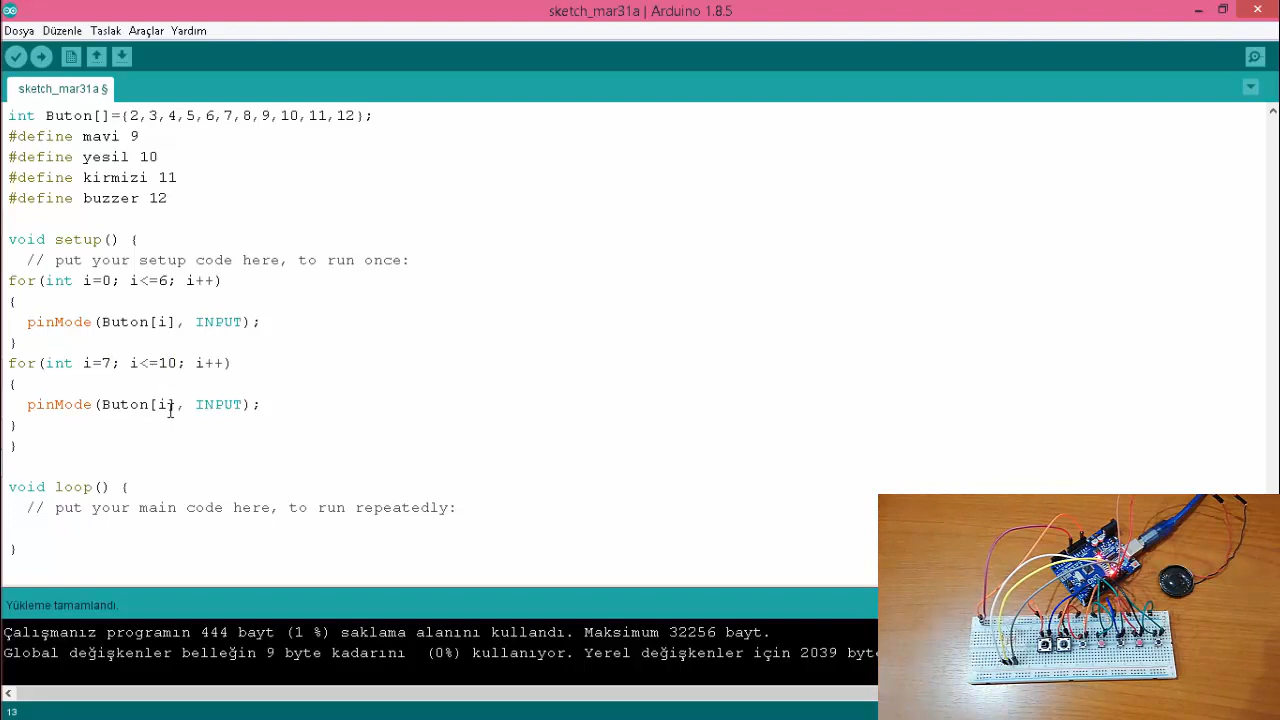 sketch_mar31a | Arduino 1.8.5
Dosya Düzenle Taslak Araçlar Yardım
sketch_mar31a §
int Buton[]={2,3,4,5,6,7,8,9,10,11,12};
#define mavi 9
#define yesil 10
#define kirmizi 11
#define buzzer 12
void setup() {
// put your setup code here, to run once:
for(int i=0; i<=6; i++)
{
pinMode(Buton[i], INPUT);
}
for(int i=7; i<=10; i++)
{
pinMode(Buton[i], INPUT);
}
}
void loop() {
// put your main code here, to run repeatedly:
}
Yükleme tamamlandı.
Çalışmanız programın 444 bayt (1 %) saklama alanını kullandı. Maksimum 32256 bayt.
Global değişkenler belleğin 9 byte kadarını (0%) kullanıyor. Yerel değişkenler için 2039 byte
13